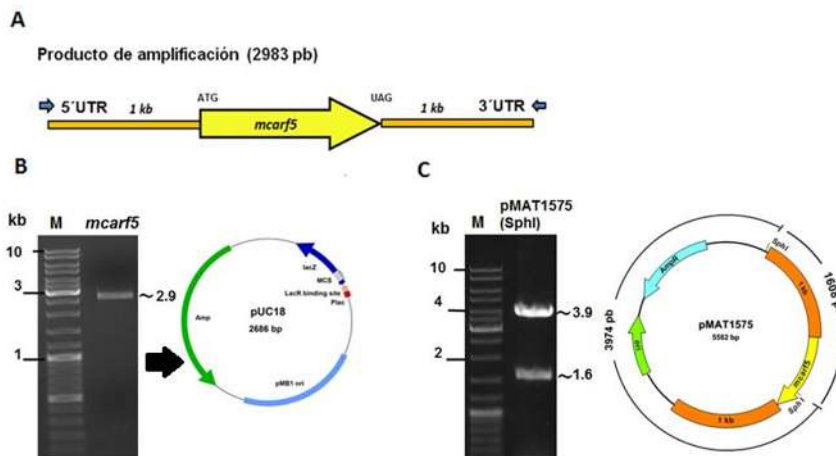 A
Producto de amplificación (2983 pb)
5´UTR
1 kb
ATG
mcarf5
UAG
1 kb
3´UTR
B
kb
M
mcarf5
10
3
1
~2.9
lacZ
MCS
LacR binding site
Plac
Amp
pUC18
2686 bp
pMB1 ori
C
kb
M
pMAT1575
(SphI)
10
4
2
~3.9
~1.6
SphI
AmpR
1 kb
ori
pMAT1575
mcarf5
SphI
1 kb
3974 pb